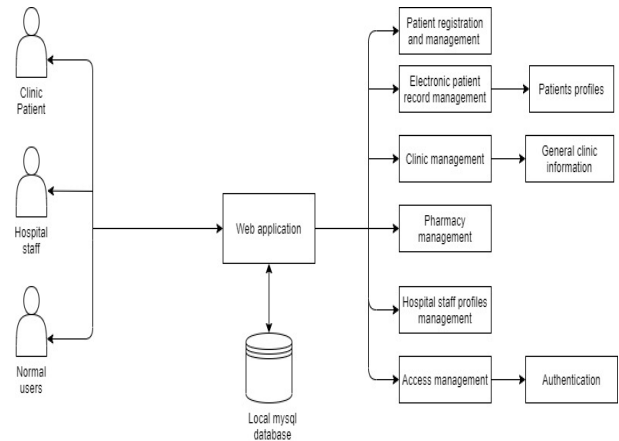 Clinic
Patient
Hospital
staff
Normal
users
Web application
Local mysql
database
Patient registration
and management
Electronic patient
record management
Patients profiles
Clinic management
General clinic
information
Pharmacy
management
Hospital staff profiles
management
Access management
Authentication